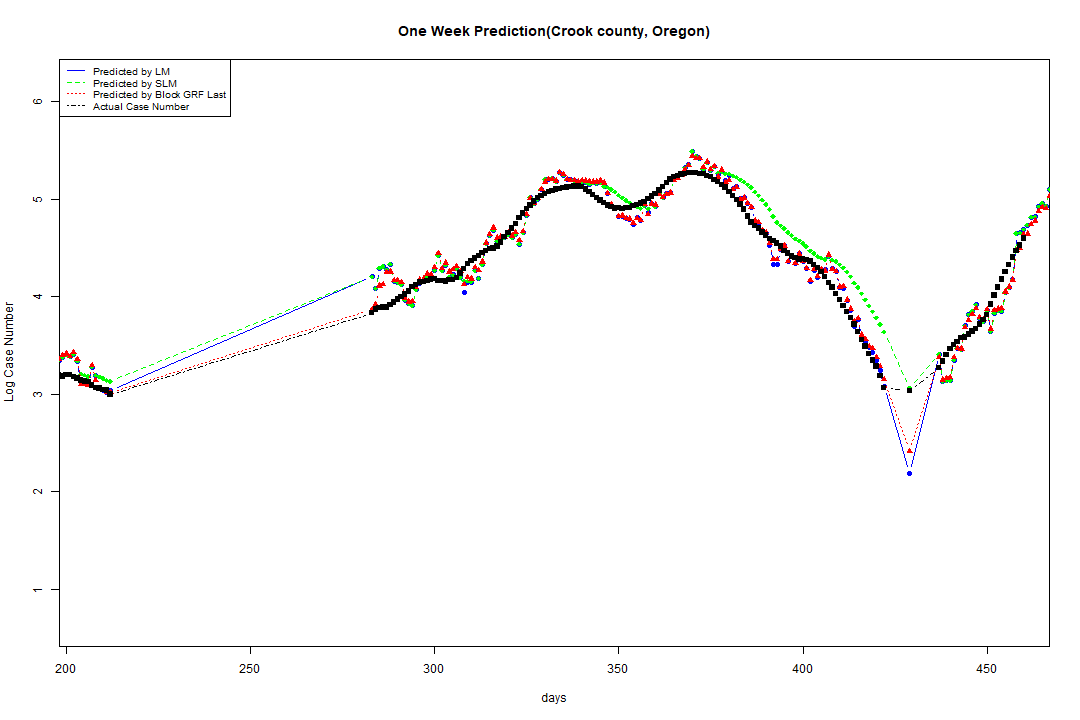 One Week Prediction(Crook county, Oregon)
Predicted by LM
Predicted by SLM
Predicted by Block GRF Last
Actual Case Number
6
5
4
3
2
1
Log Case Number
200 250 300 350 400 450
days